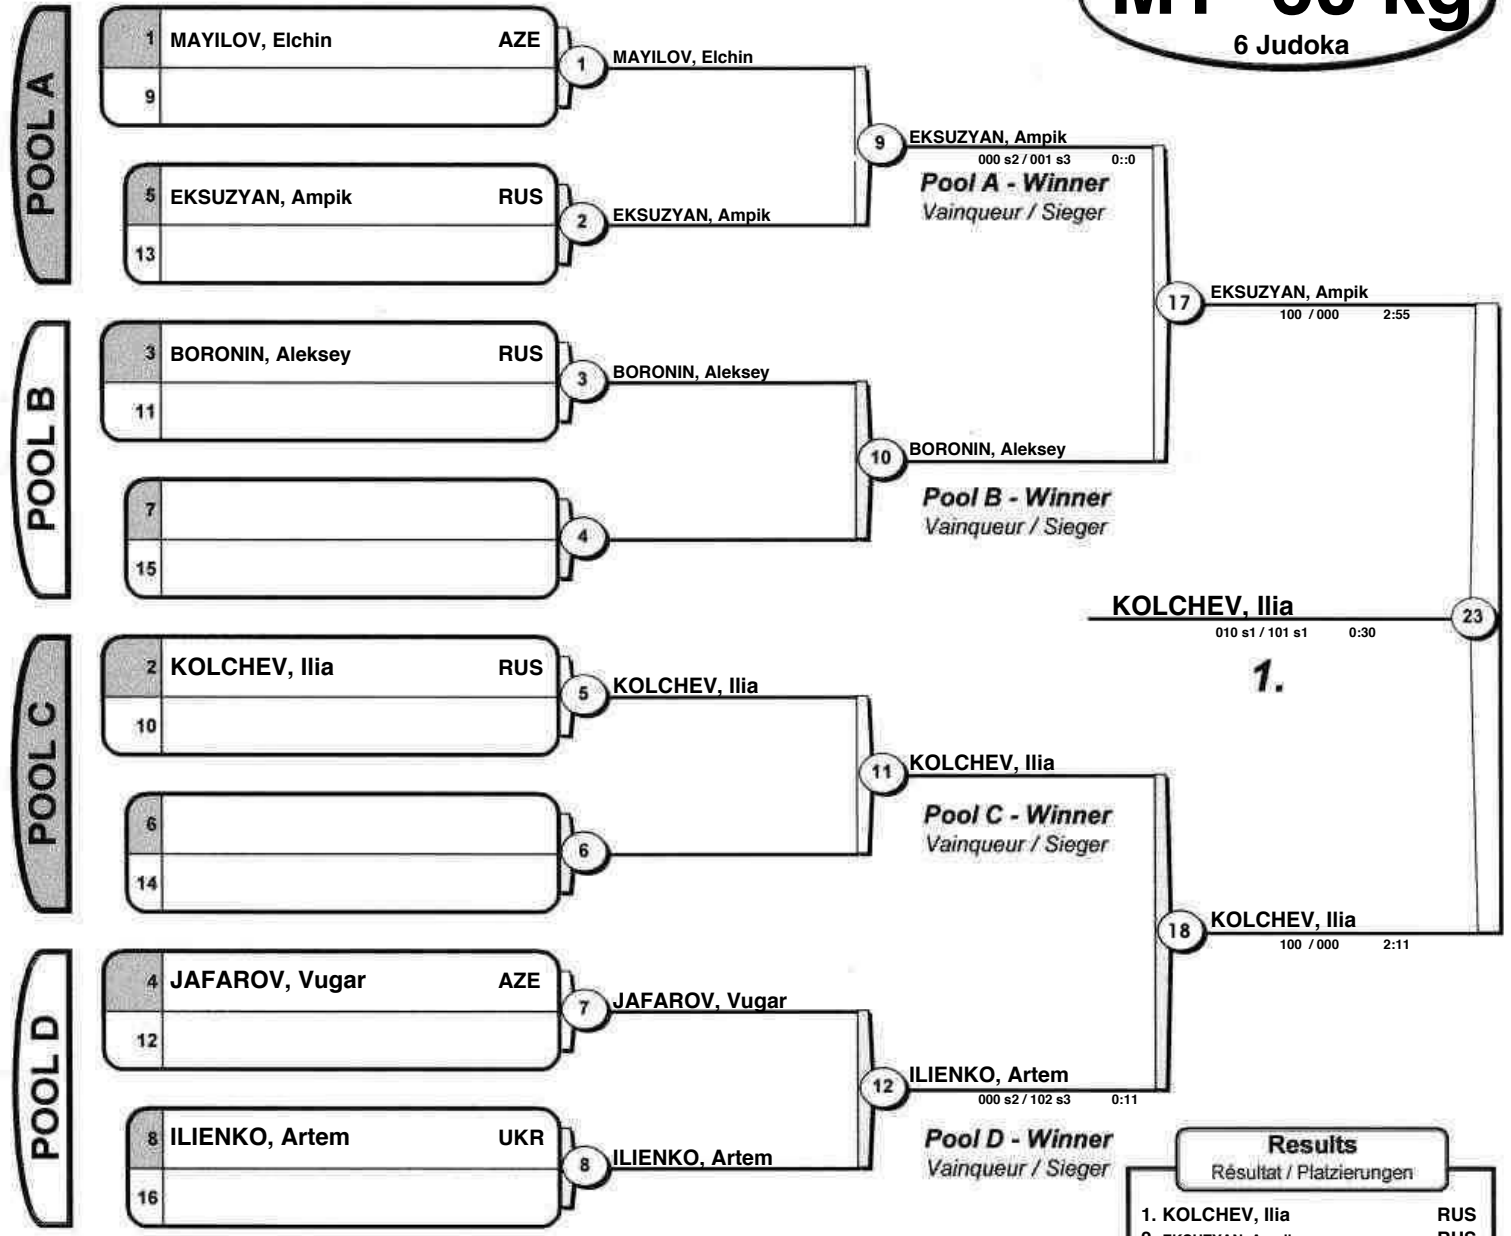 M1 -60 kg
6 Judoka
POOL A
1 MAYILOV, Elchin AZE
9
1
MAYILOV, Elchin
5 EKSUZYAN, Ampik RUS
13
2
EKSUZYAN, Ampik
9
EKSUZYAN, Ampik
000 s2 / 001 s3 0::0
Pool A - Winner
Vainqueur / Sieger
17
EKSUZYAN, Ampik
100 / 000 2:55
POOL B
3 BORONIN, Aleksey RUS
11
3
BORONIN, Aleksey
7
15
4
10
BORONIN, Aleksey
Pool B - Winner
Vainqueur / Sieger
KOLCHEV, Ilia
010 s1 / 101 s1 0:30
1.
23
POOL C
2 KOLCHEV, Ilia RUS
10
5
KOLCHEV, Ilia
6
14
6
11
KOLCHEV, Ilia
Pool C - Winner
Vainqueur / Sieger
18
KOLCHEV, Ilia
100 / 000 2:11
POOL D
4 JAFAROV, Vugar AZE
12
7
JAFAROV, Vugar
8 ILIENKO, Artem UKR
16
8
ILIENKO, Artem
12
ILIENKO, Artem
000 s2 / 102 s3 0:11
Pool D - Winner
Vainqueur / Sieger
Results
Résultat / Platzierungen
1. KOLCHEV, Ilia RUS